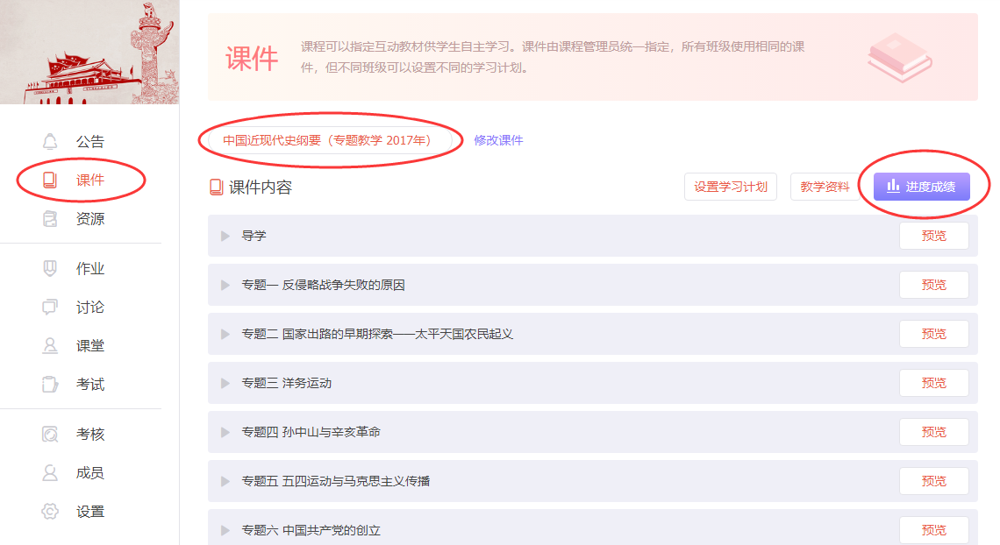 公告
课件
资源
作业
讨论
课堂
考试
考核
成员
设置
课件
课程可以指定互动教材供学生自主学习。课件由课程管理员统一指定，所有班级使用相同的课
件，但不同班级可以设置不同的学习计划。
中国近现代史纲要（专题教学 2017年） 修改课件
课件内容 设置学习计划 教学资料 进度成绩
导学 预览
专题一 反侵略战争失败的原因 预览
专题二 国家出路的早期探索——太平天国农民起义 预览
专题三 洋务运动 预览
专题四 孙中山与辛亥革命 预览
专题五 五四运动与马克思主义传播 预览
专题六 中国共产党的创立 预览